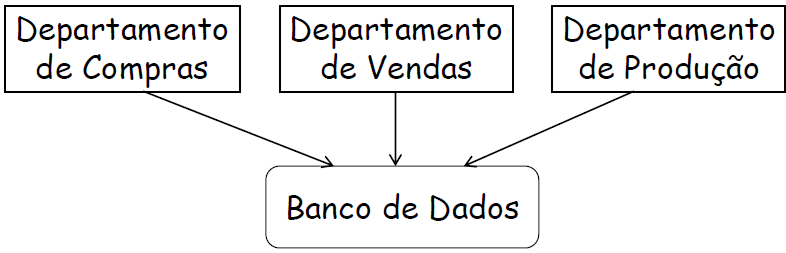 Departamento
de Compras
Departamento
de Vendas
Departamento
de Produção
Banco de Dados